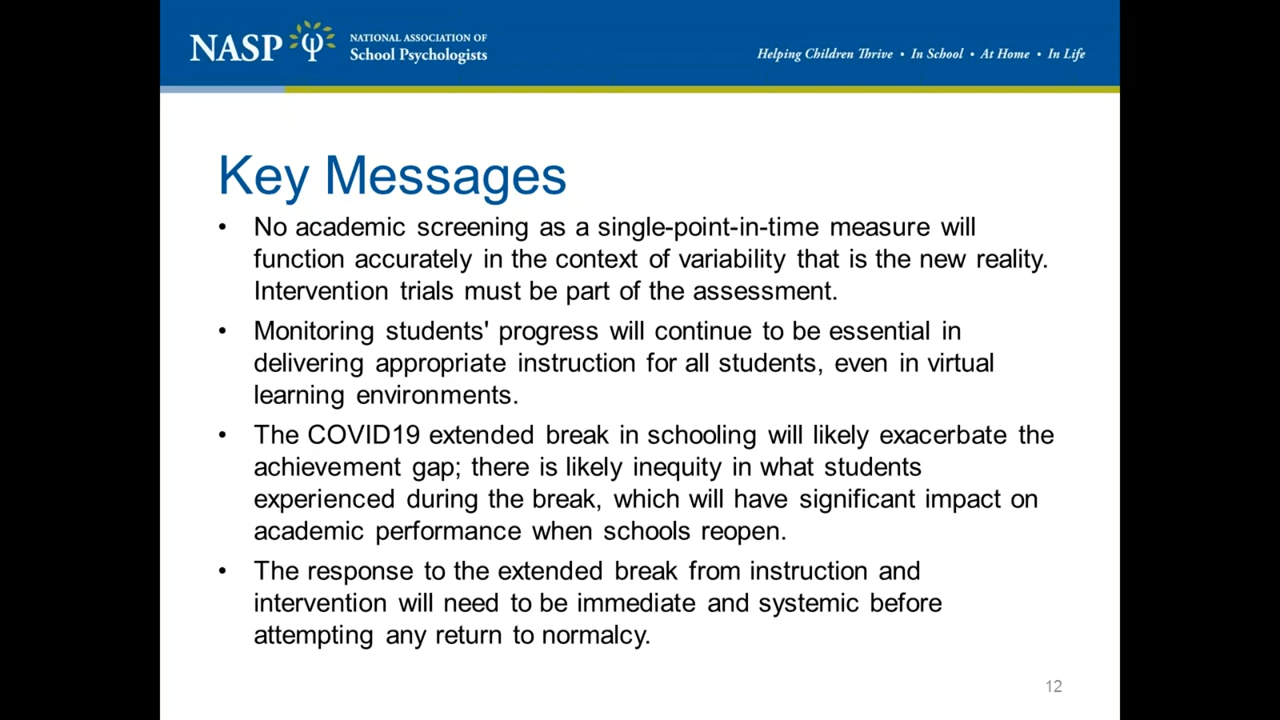 NASP
NATIONAL ASSOCIATION OF
School Psychologists
Helping Children Thrive • In School • At Home • In Life
Key Messages
• No academic screening as a single-point-in-time measure will
function accurately in the context of variability that is the new reality.
Intervention trials must be part of the assessment.
• Monitoring students' progress will continue to be essential in
delivering appropriate instruction for all students, even in virtual
learning environments.
• The COVID19 extended break in schooling will likely exacerbate the
achievement gap; there is likely inequity in what students
experienced during the break, which will have significant impact on
academic performance when schools reopen.
• The response to the extended break from instruction and
intervention will need to be immediate and systemic before
attempting any return to normalcy.
12